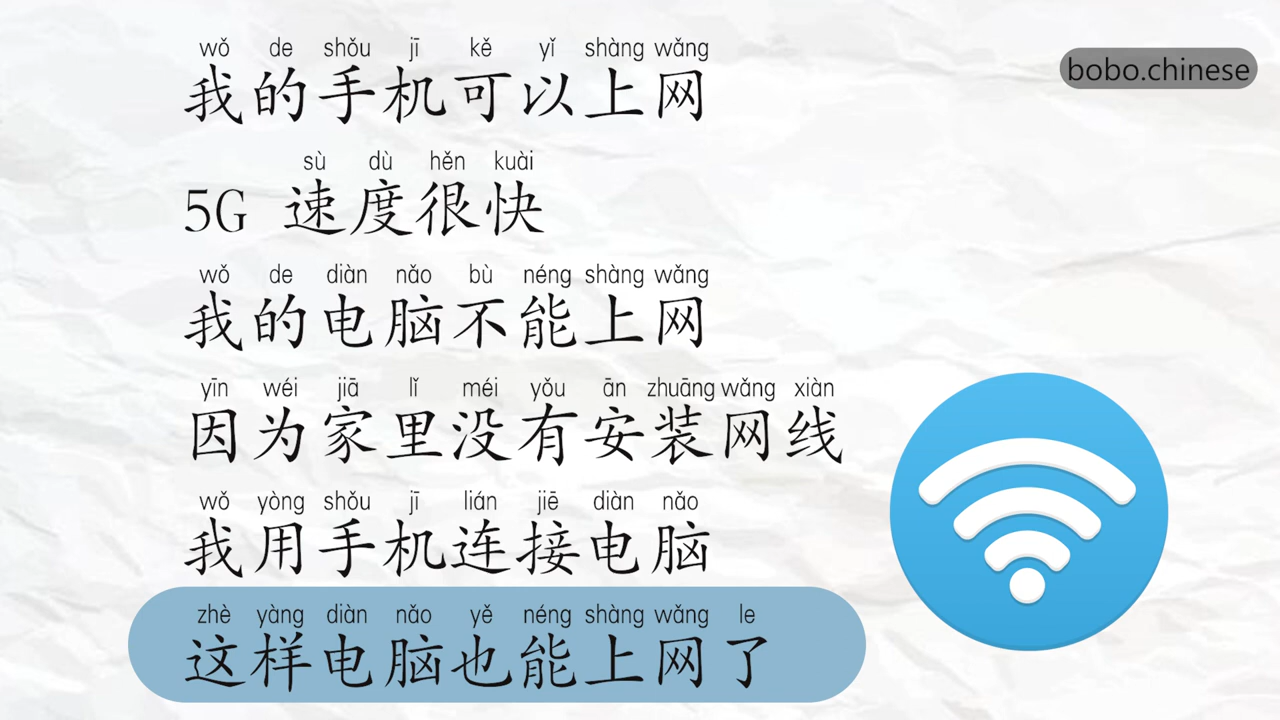 wǒ de shǒu jī kě yǐ shàng wǎng
我的手机可以上网
bobo.chinese
sù dù hěn kuài
5G 速度很快
wǒ de diàn nǎo bù néng shàng wǎng
我的电脑不能上网
yīn wéi jiā lǐ méi yǒu ān zhuāng wǎng xiàn
因为家里没有安装网线
wǒ yòng shǒu jī lián jiē diàn nǎo
我用手机连接电脑
zhè yàng diàn nǎo yě néng shàng wǎng le
这样电脑也能上网了